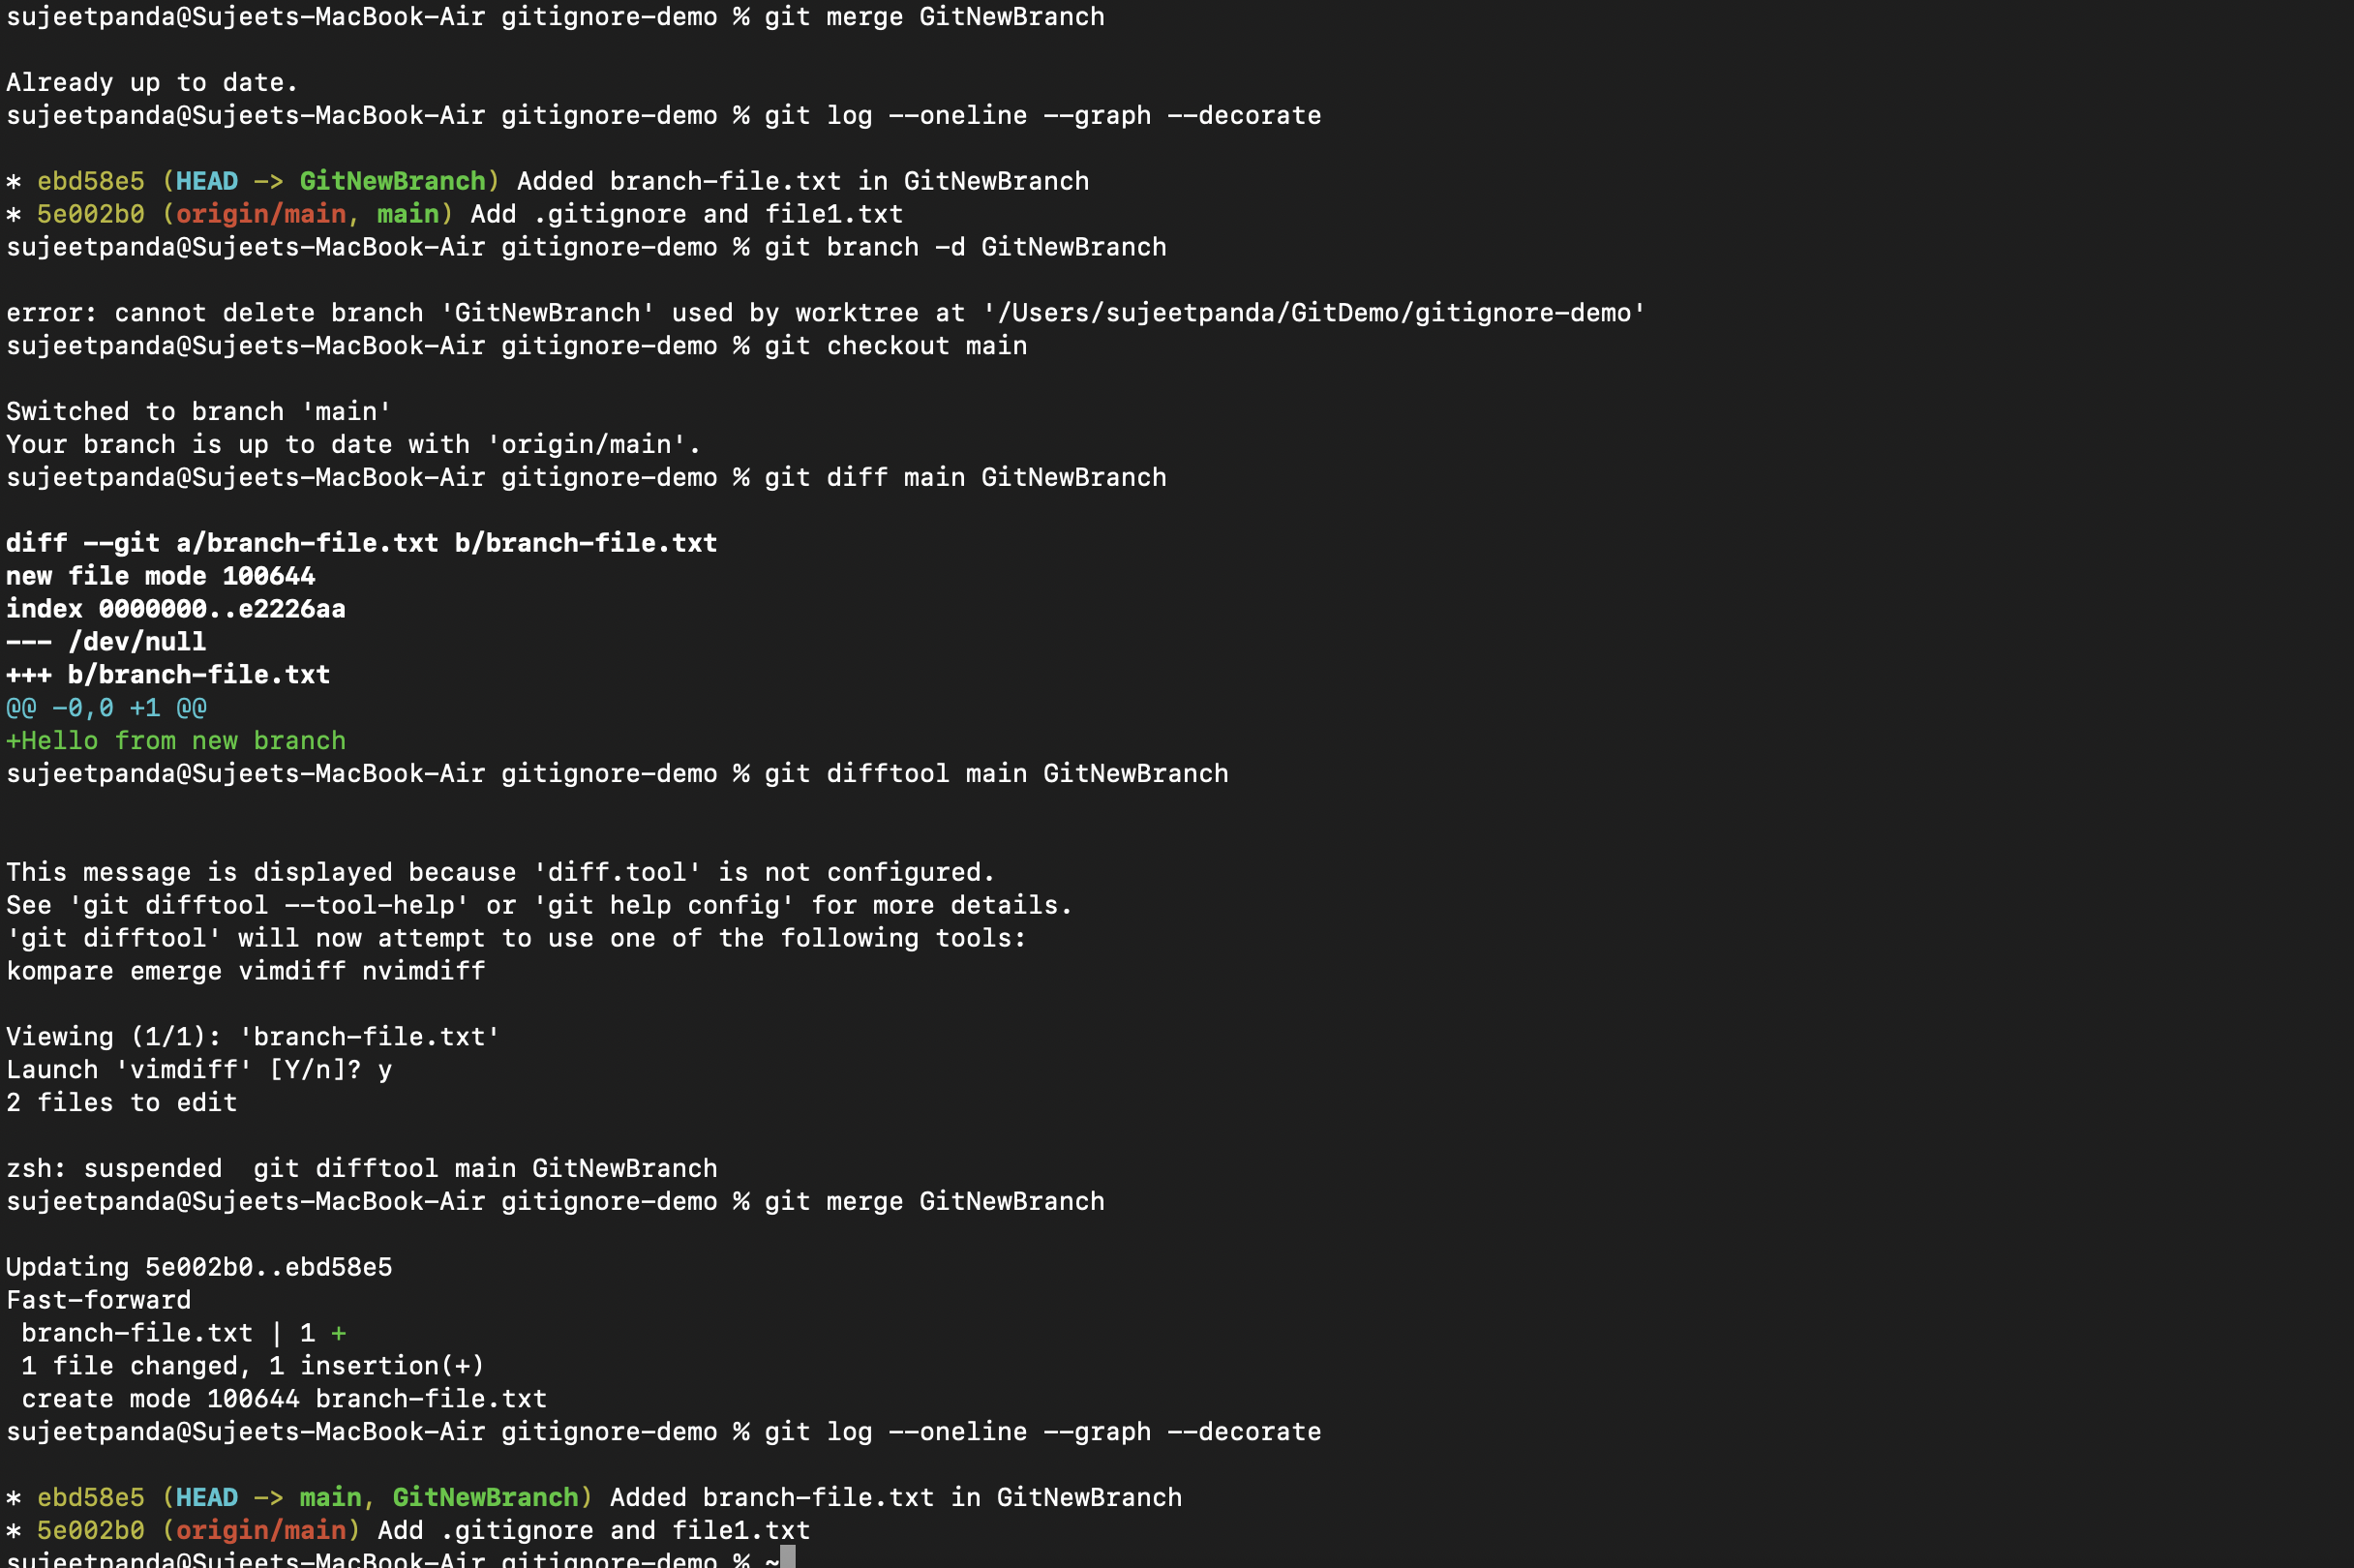 sujeetpanda@Sujeets-MacBook-Air gitignore-demo % git merge GitNewBranch
Already up to date.
sujeetpanda@Sujeets-MacBook-Air gitignore-demo % git log --oneline --graph --decorate
* ebd58e5 (HEAD -> GitNewBranch) Added branch-file.txt in GitNewBranch
* 5e002b0 (origin/main, main) Add .gitignore and file1.txt
sujeetpanda@Sujeets-MacBook-Air gitignore-demo % git branch -d GitNewBranch
error: cannot delete branch 'GitNewBranch' used by worktree at '/Users/sujeetpanda/GitDemo/gitignore-demo'
sujeetpanda@Sujeets-MacBook-Air gitignore-demo % git checkout main
Switched to branch 'main'
Your branch is up to date with 'origin/main'.
sujeetpanda@Sujeets-MacBook-Air gitignore-demo % git diff main GitNewBranch
diff --git a/branch-file.txt b/branch-file.txt
new file mode 100644
index 0000000..e2226aa
--- /dev/null
+++ b/branch-file.txt
@@ -0,0 +1 @@
+Hello from new branch
sujeetpanda@Sujeets-MacBook-Air gitignore-demo % git difftool main GitNewBranch
This message is displayed because 'diff.tool' is not configured.
See 'git difftool --tool-help' or 'git help config' for more details.
'git difftool' will now attempt to use one of the following tools:
kompare emerge vimdiff nvimdiff
Viewing (1/1): 'branch-file.txt'
Launch 'vimdiff' [Y/n]? y
2 files to edit
zsh: suspended  git difftool main GitNewBranch
sujeetpanda@Sujeets-MacBook-Air gitignore-demo % git merge GitNewBranch
Updating 5e002b0..ebd58e5
Fast-forward
 branch-file.txt | 1 +
 1 file changed, 1 insertion(+)
 create mode 100644 branch-file.txt
sujeetpanda@Sujeets-MacBook-Air gitignore-demo % git log --oneline --graph --decorate
* ebd58e5 (HEAD -> main, GitNewBranch) Added branch-file.txt in GitNewBranch
* 5e002b0 (origin/main) Add .gitignore and file1.txt
sujeetpanda@Sujeets-MacBook-Air gitignore-demo % ~